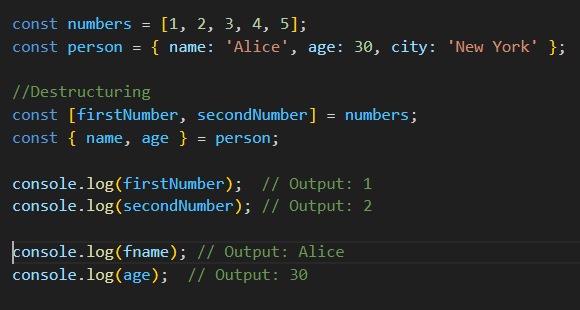 const numbers = [1, 2, 3, 4, 5];
const person = { name: 'Alice', age: 30, city: 'New York' };
//Destructuring
const [firstNumber, secondNumber] = numbers;
const { name, age } = person;
console.log(firstNumber);  // Output: 1
console.log(secondNumber); // Output: 2
console.log(fname); // Output: Alice
console.log(age);  // Output: 30